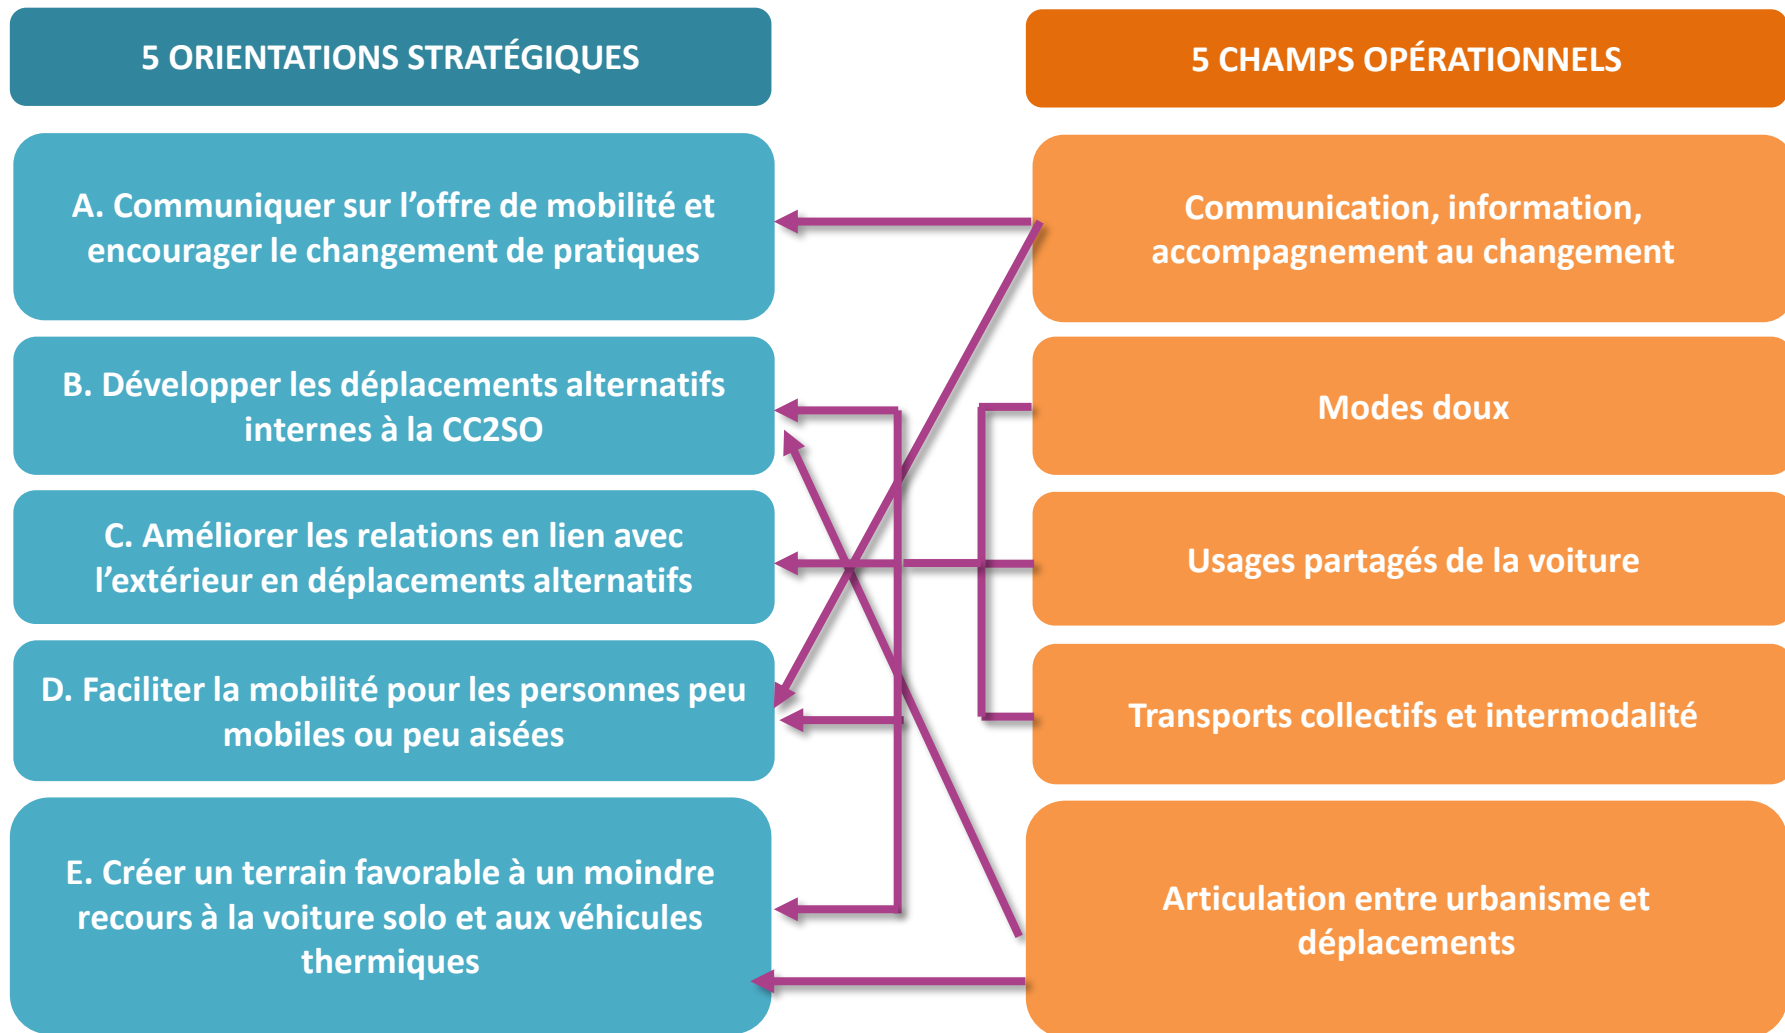 5 ORIENTATIONS STRATÉGIQUES
A. Communiquer sur l’offre de mobilité et
encourager le changement de pratiques
B. Développer les déplacements alternatifs
internes à la CC2SO
C. Améliorer les relations en lien avec
l’extérieur en déplacements alternatifs
D. Faciliter la mobilité pour les personnes peu
mobiles ou peu aisées
E. Créer un terrain favorable à un moindre
recours à la voiture solo et aux véhicules
thermiques
5 CHAMPS OPÉRATIONNELS
Communication, information,
accompagnement au changement
Modes doux
Usages partagés de la voiture
Transports collectifs et intermodalité
Articulation entre urbanisme et
déplacements